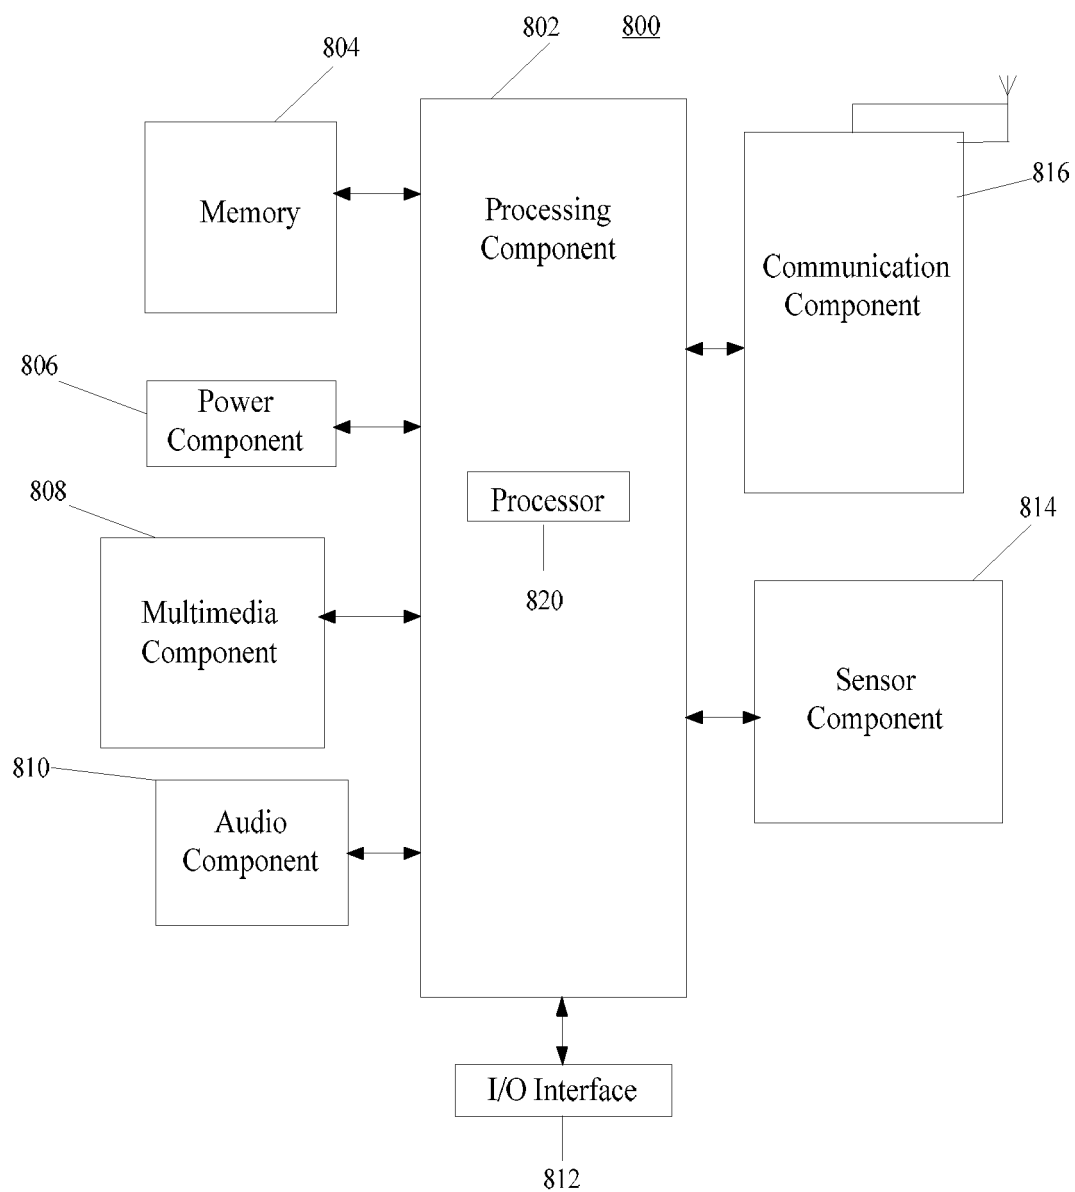 802
800
804
816
Memory
Processing
Component
Communication
Component
806
Power
Component
808
Processor
814
820
Multimedia
Component
Sensor
Component
810
Audio
Component
I/O Interface
812